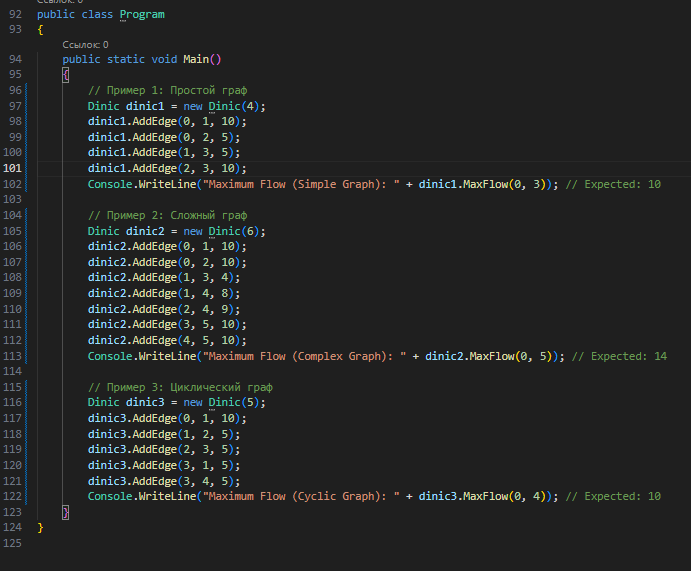 Ссылок: 0
92 public class Program
93 {
Ссылок: 0
94 public static void Main()
95 {
96 // Пример 1: Простой граф
97 Dinic dinic1 = new Dinic(4);
98 dinic1.AddEdge(0, 1, 10);
99 dinic1.AddEdge(0, 2, 5);
100 dinic1.AddEdge(1, 3, 5);
101 dinic1.AddEdge(2, 3, 10);
102 Console.WriteLine("Maximum Flow (Simple Graph): " + dinic1.MaxFlow(0, 3)); // Expected: 10
103
104 // Пример 2: Сложный граф
105 Dinic dinic2 = new Dinic(6);
106 dinic2.AddEdge(0, 1, 10);
107 dinic2.AddEdge(0, 2, 10);
108 dinic2.AddEdge(1, 3, 4);
109 dinic2.AddEdge(1, 4, 8);
110 dinic2.AddEdge(2, 4, 9);
111 dinic2.AddEdge(3, 5, 10);
112 dinic2.AddEdge(4, 5, 10);
113 Console.WriteLine("Maximum Flow (Complex Graph): " + dinic2.MaxFlow(0, 5)); // Expected: 14
114
115 // Пример 3: Циклический граф
116 Dinic dinic3 = new Dinic(5);
117 dinic3.AddEdge(0, 1, 10);
118 dinic3.AddEdge(1, 2, 5);
119 dinic3.AddEdge(2, 3, 5);
120 dinic3.AddEdge(3, 1, 5);
121 dinic3.AddEdge(3, 4, 5);
122 Console.WriteLine("Maximum Flow (Cyclic Graph): " + dinic3.MaxFlow(0, 4)); // Expected: 10
123 }
124 }
125